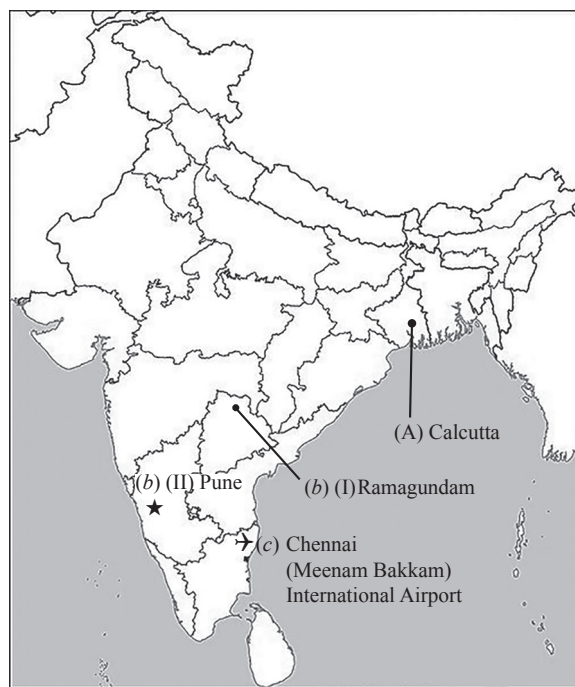 (A) Calcutta
(b) (II) Pune
(b) (I)Ramagundam
(c) Chennai
(Meenam Bakkam)
International Airport